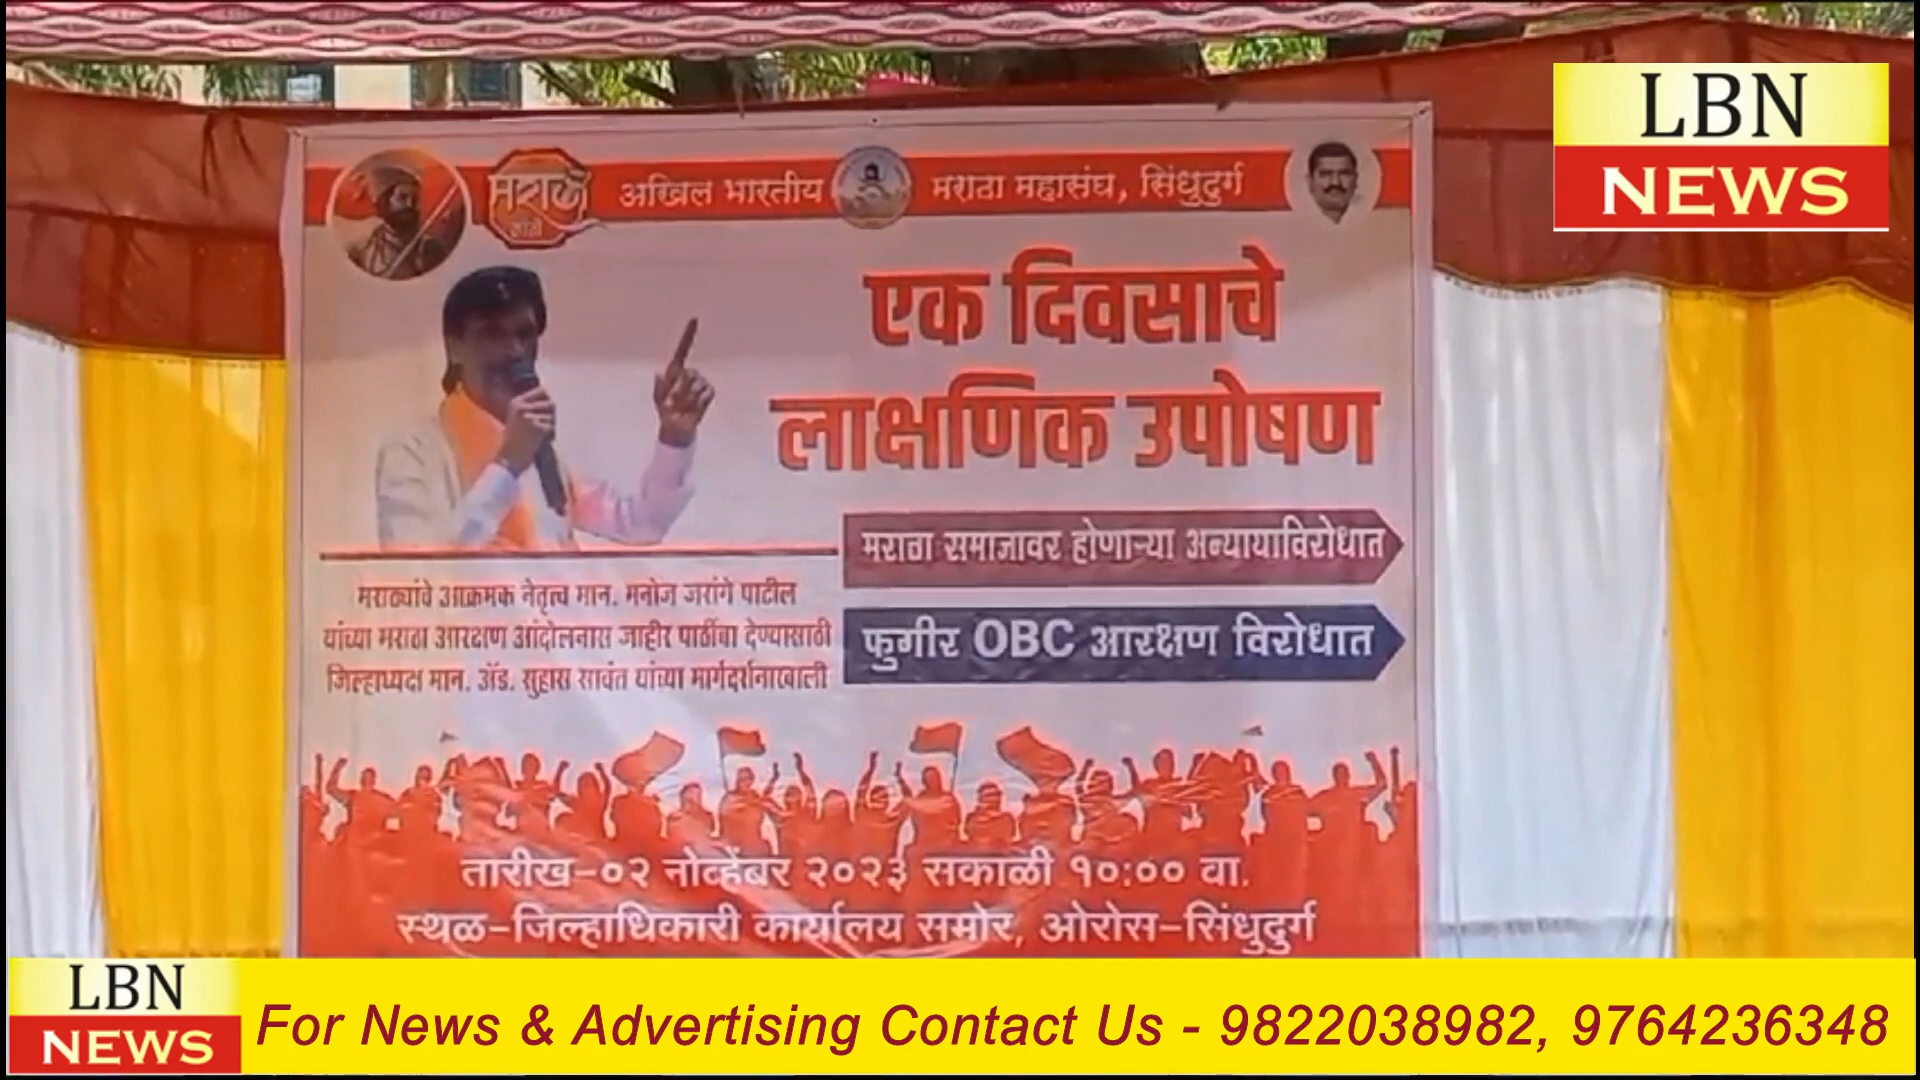 LBN
NEWS
मराठा
अखिल भारतीय
मराठा महासंघ, सिंधुदुर्ग
एक दिवसाचे
लाक्षणिक उपोषण
मराठा समाजावर होणाऱ्या अन्यायाविरोधात
फुगीर OBC आरक्षण विरोधात
मराठ्यांचे आक्रमक नेतृत्व मान. मनोज जरांगे पाटील
यांच्या मराठा आरक्षण आंदोलनास जाहीर पाठींबा देण्यासाठी
जिल्हाध्यक्ष मान. ॲड. सुहास सावंत यांच्या मार्गदर्शनाखाली
तारीख-०२ नोव्हेंबर २०२३ सकाळी १०:०० वा.
स्थळ-जिल्हाधिकारी कार्यालय समोर, ओरोस-सिंधुदुर्ग
LBN
NEWS
For News & Advertising Contact Us - 9822038982, 9764236348